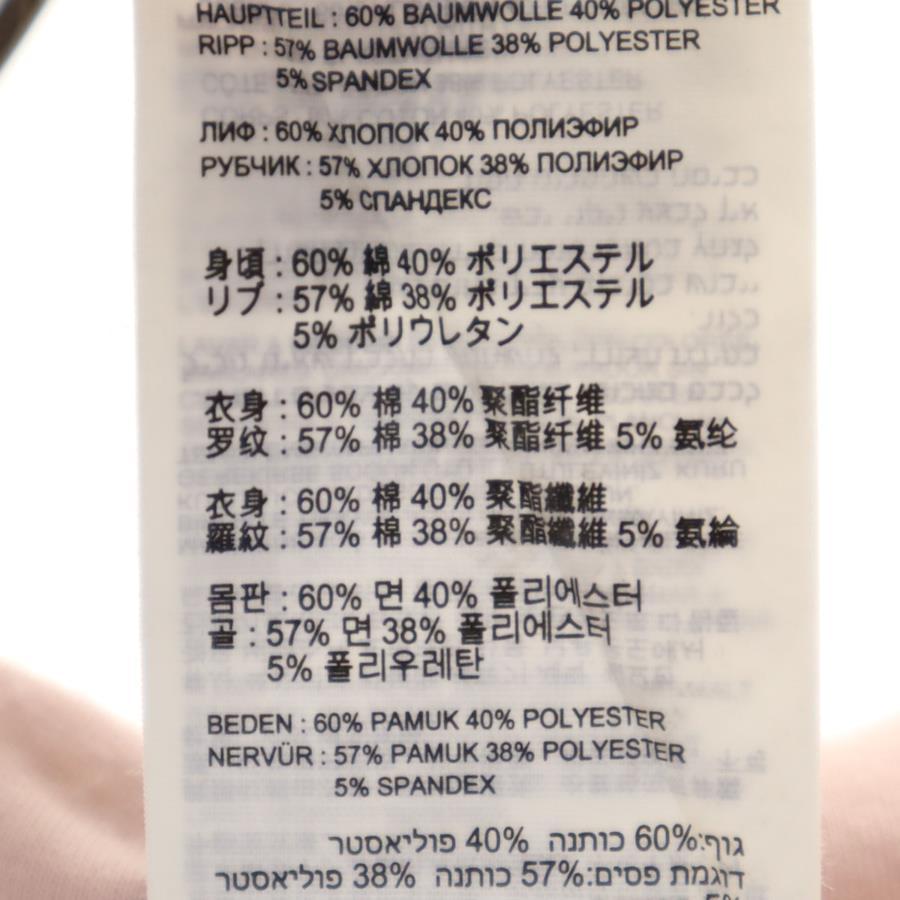 HAUPTTEIL : 60% BAUMWOLLE 40% POLYESTER
RIPP : 57% BAUMWOLLE 38% POLYESTER
5% SPANDEX
ЛИФ : 60% ХЛОПОК 40% ПОЛИЭФИР
РУБЧИК : 57% ХЛОПОК 38% ПОЛИЭФИР
5% СПАНДЕКС
身頃 : 60% 綿 40% ポリエステル
リブ : 57% 綿 38% ポリエステル
5% ポリウレタン
衣身 : 60% 棉 40% 聚酯纤维
罗纹 : 57% 棉 38% 聚酯纤维 5% 氨纶
衣身 : 60% 棉 40% 聚酯纖維
羅紋 : 57% 棉 38% 聚酯纖維 5% 氨綸
몸판 : 60% 면 40% 폴리에스터
골 : 57% 면 38% 폴리에스터
5% 폴리우레탄
BEDEN : 60% PAMUK 40% POLYESTER
NERVÜR : 57% PAMUK 38% POLYESTER
5% SPANDEX
גוף:60% כותנה 40% פוליאסטר
דוגמת פסים:57% כותנה 38% פוליאסטר